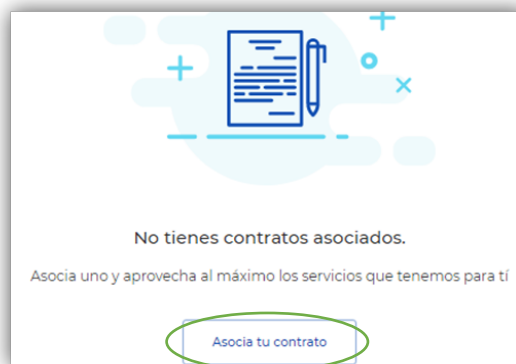 No tienes contratos asociados.
Asocia uno y aprovecha al máximo los servicios que tenemos para tí
Asocia tu contrato